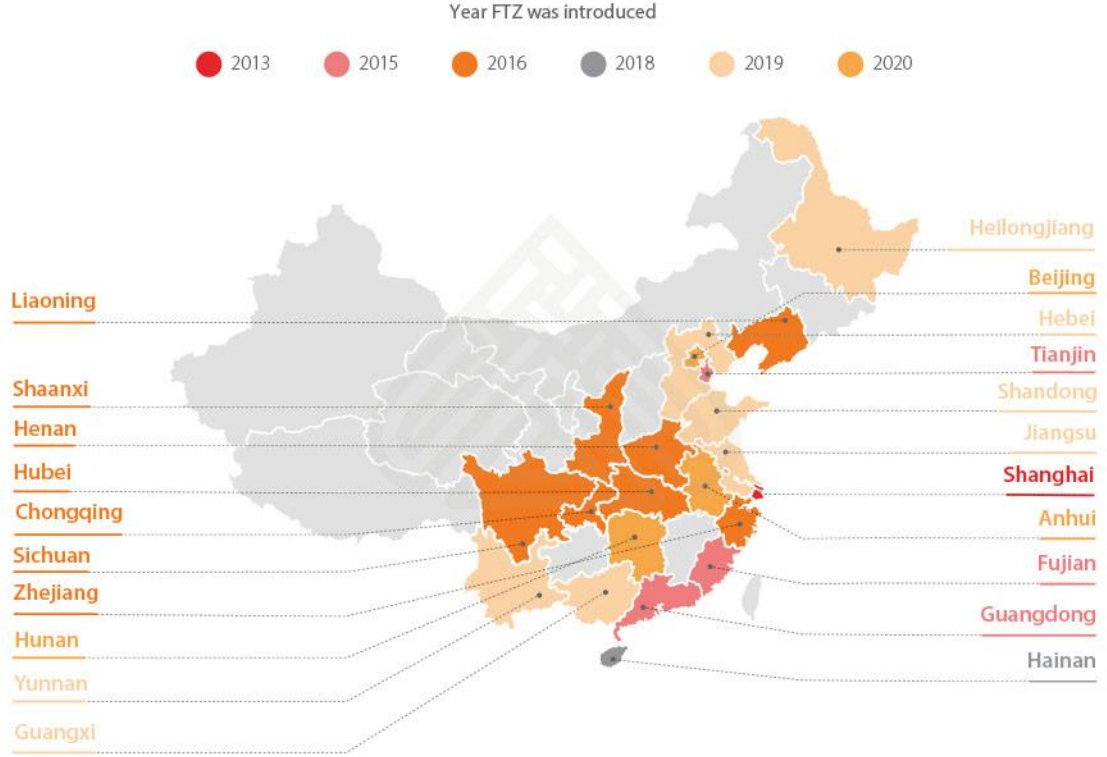 Year FTZ was introduced
2013 2015 2016 2018 2019 2020
Heilongjiang
Beijing
Hebei
Tianjin
Shandong
Jiangsu
Shanghai
Anhui
Fujian
Guangdong
Hainan
Liaoning
Shaanxi
Henan
Hubei
Chongqing
Sichuan
Zhejiang
Hunan
Yunnan
Guangxi